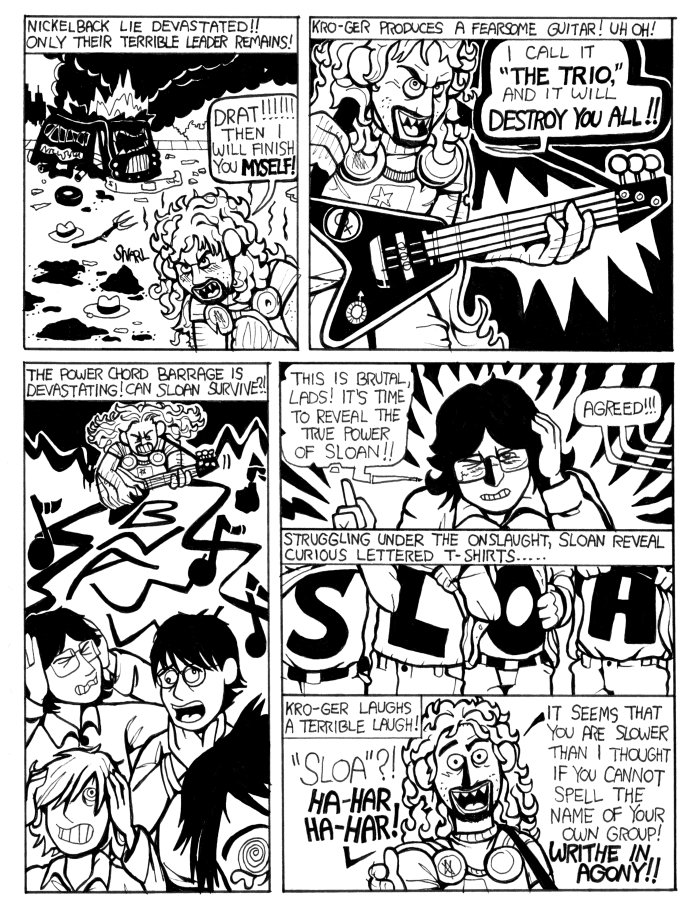 NICKELBACK LIE DEVASTATED!!
ONLY THEIR TERRIBLE LEADER REMAINS!
DRAT!!!!!!
THEN I
WILL FINISH
YOU MYSELF!
SNARL
KRO-GER PRODUCES A FEARSOME GUITAR! UH OH!
I CALL IT
"THE TRIO,"
AND IT WILL
DESTROY YOU ALL!!
THE POWER CHORD BARRAGE IS
DEVASTATING! CAN SLOAN SURVIVE?!
BNAW
THIS IS BRUTAL,
LADS! IT'S TIME
TO REVEAL THE
TRUE POWER
OF SLOAN!!
AGREED!!!
STRUGGLING UNDER THE ONSLAUGHT, SLOAN REVEAL
CURIOUS LETTERED T-SHIRTS.....
SLOA
KRO-GER LAUGHS
A TERRIBLE LAUGH!
"SLOA"?!
HA-HAR
HA-HAR!
IT SEEMS THAT
YOU ARE SLOWER
THAN I THOUGHT
IF YOU CANNOT
SPELL THE
NAME OF YOUR
OWN GROUP!
WRITHE IN
AGONY!!